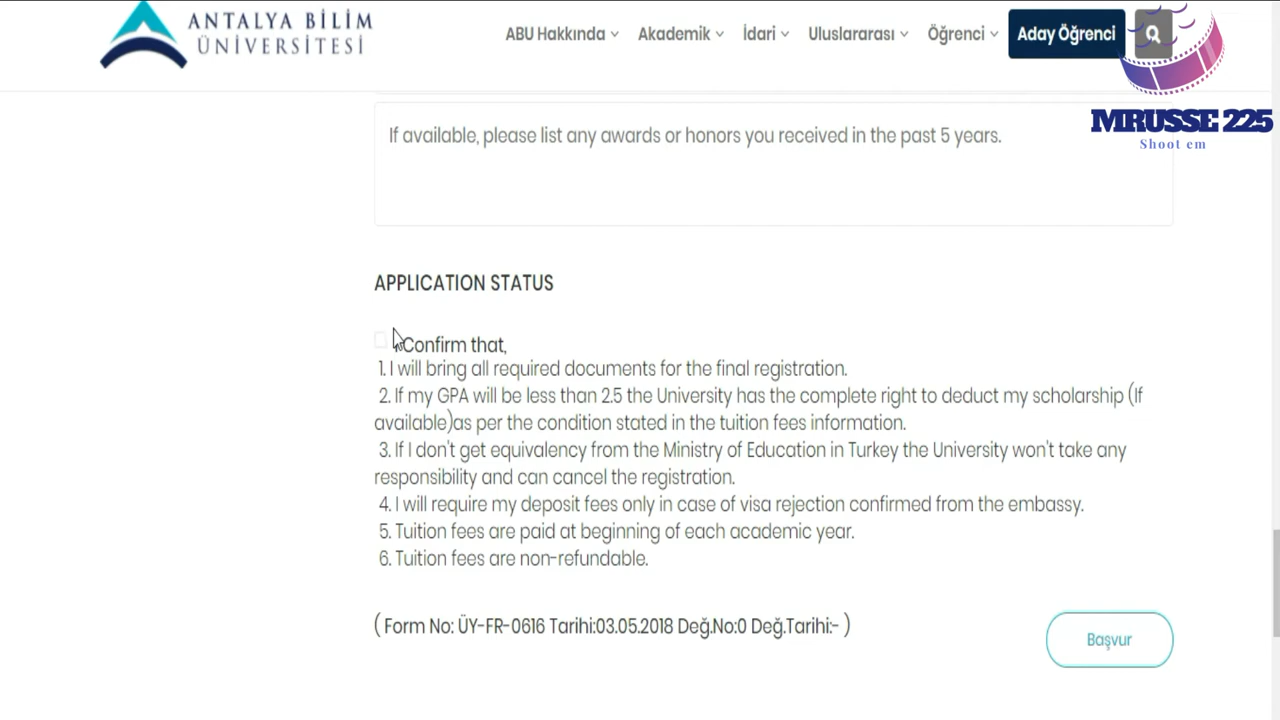 ANTALYA BİLİM
ÜNİVERSİTESİ
ABU Hakkında
Akademik
İdari
Uluslararası
Öğrenci
Aday Öğrenci
MRUSSE 225
Shoot em
If available, please list any awards or honors you received in the past 5 years.
APPLICATION STATUS
Confirm that,
1. I will bring all required documents for the final registration.
2. If my GPA will be less than 2.5 the University has the complete right to deduct my scholarship (If
available)as per the condition stated in the tuition fees information.
3. If I don't get equivalency from the Ministry of Education in Turkey the University won't take any
responsibility and can cancel the registration.
4. I will require my deposit fees only in case of visa rejection confirmed from the embassy.
5. Tuition fees are paid at beginning of each academic year.
6. Tuition fees are non-refundable.
( Form No: ÜY-FR-0616 Tarihi:03.05.2018 Değ.No:0 Değ.Tarihi:- )
Başvur